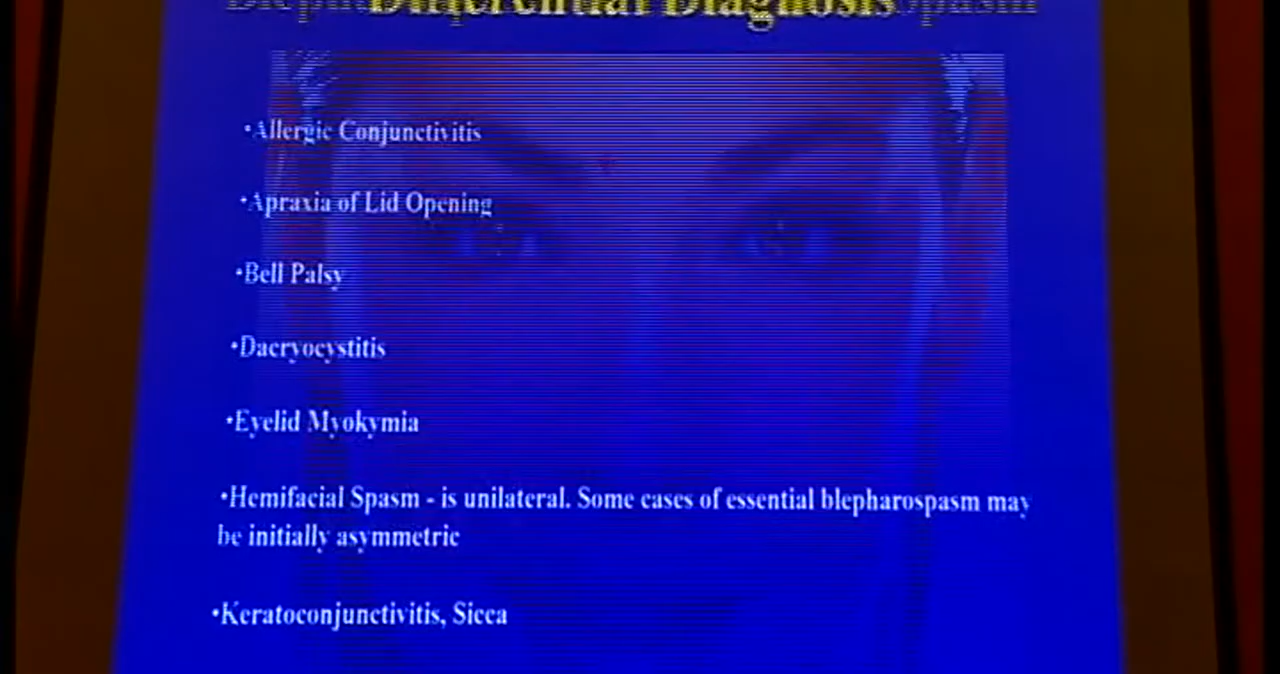 Differential Diagnosis
•Allergic Conjunctivitis
•Apraxia of Lid Opening
•Bell Palsy
•Dacryocystitis
•Eyelid Myokymia
•Hemifacial Spasm - is unilateral. Some cases of essential blepharospasm may
be initially asymmetric
•Keratoconjunctivitis, Sicca